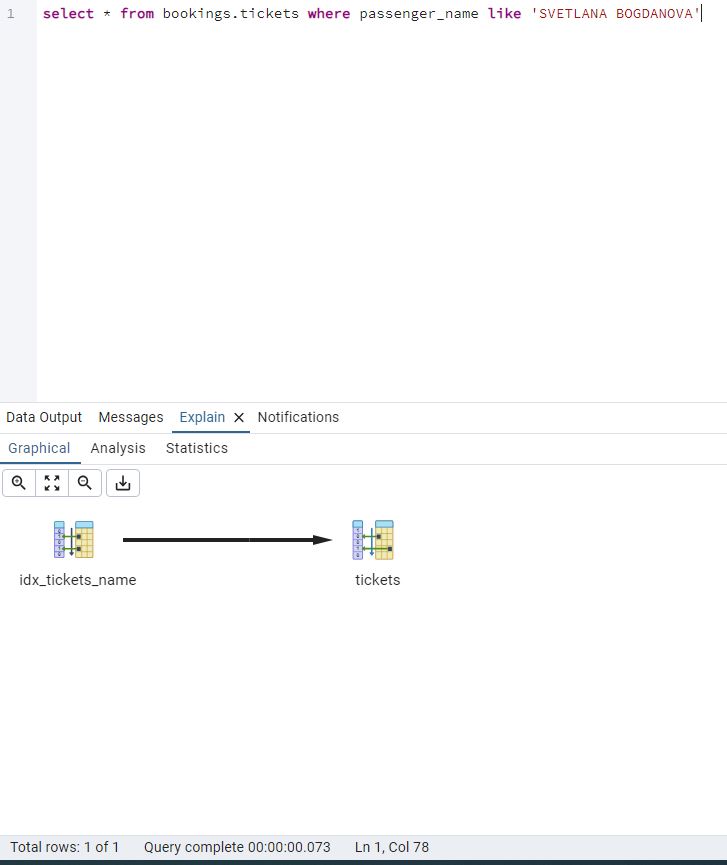 1 select * from bookings.tickets where passenger_name like 'SVETLANA BOGDANOVA'
Data Output Messages Explain Notifications
Graphical Analysis Statistics
idx_tickets_name tickets
Total rows: 1 of 1 Query complete 00:00:00.073 Ln 1, Col 78